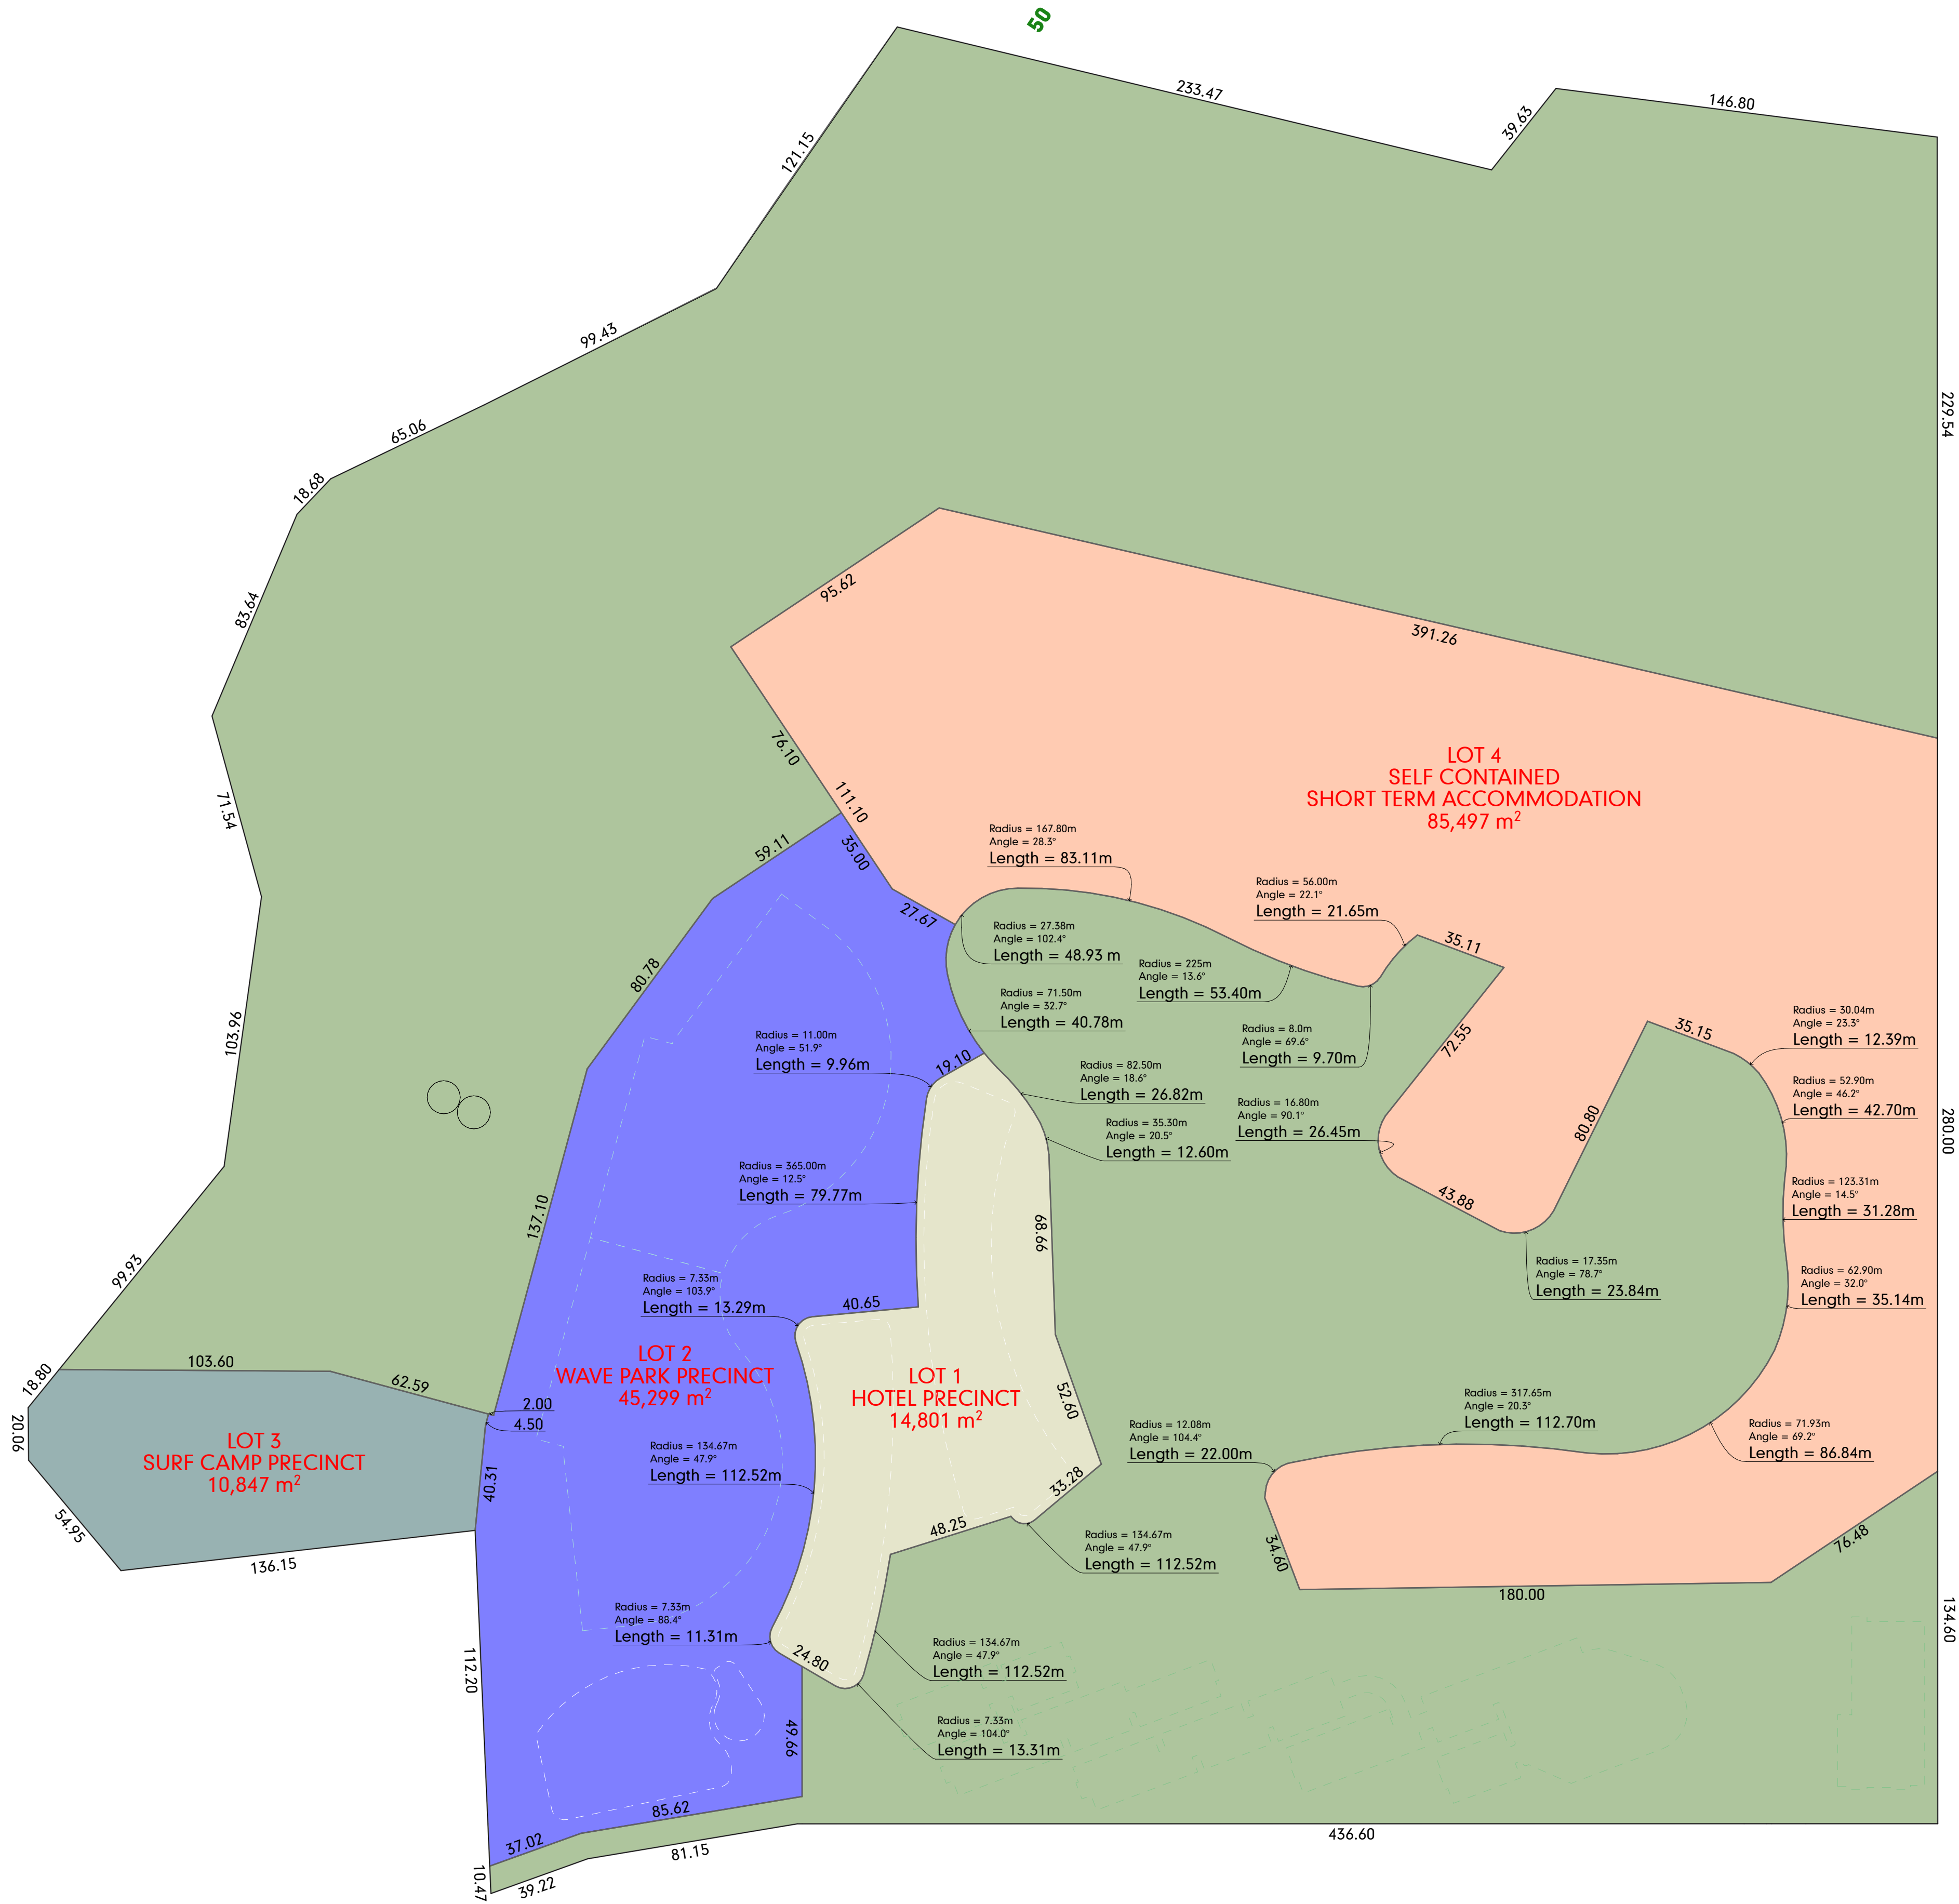 50
233.47
39.63
146.80
121.15
99.43
229.54
65.06
18.68
95.62
83.64
391.26
76.10
LOT 4
SELF CONTAINED
SHORT TERM ACCOMMODATION
85,497 m²
111.10
71.54
35.00
59.11
Radius = 167.80m
Angle = 28.3°
Length = 83.11m
Radius = 56.00m
Angle = 22.1°
Length = 21.65m
27.67
Radius = 27.38m
Angle = 102.4°
Length = 48.93 m
35.11
80.78
Radius = 225m
Angle = 13.6°
Length = 53.40m
Radius = 71.50m
Angle = 32.7°
Length = 40.78m
103.96
Radius = 11.00m
Angle = 51.9°
Length = 9.96m
19.10
Radius = 8.0m
Angle = 69.6°
Length = 9.70m
72.55
35.15
Radius = 30.04m
Angle = 23.3°
Length = 12.39m
Radius = 82.50m
Angle = 18.6°
Length = 26.82m
Radius = 52.90m
Angle = 46.2°
Length = 42.70m
Radius = 16.80m
Angle = 90.1°
Length = 26.45m
80.80
280.00
Radius = 35.30m
Angle = 20.5°
Length = 12.60m
Radius = 365.00m
Angle = 12.5°
Length = 79.77m
43.88
Radius = 123.31m
Angle = 14.5°
Length = 31.28m
137.10
68.66
99.93
Radius = 17.35m
Angle = 78.7°
Length = 23.84m
Radius = 62.90m
Angle = 32.0°
Length = 35.14m
Radius = 7.33m
Angle = 103.9°
Length = 13.29m
40.65
103.60
18.80
62.59
LOT 2
WAVE PARK PRECINCT
45,299 m²
LOT 1
HOTEL PRECINCT
14,801 m²
52.60
2.00
4.50
20.06
Radius = 317.65m
Angle = 20.3°
Length = 112.70m
Radius = 12.08m
Angle = 104.4°
Length = 22.00m
Radius = 71.93m
Angle = 69.2°
Length = 86.84m
LOT 3
SURF CAMP PRECINCT
10,847 m²
Radius = 134.67m
Angle = 47.9°
Length = 112.52m
40.31
33.28
54.95
48.25
136.15
Radius = 134.67m
Angle = 47.9°
Length = 112.52m
34.60
76.48
180.00
134.60
Radius = 7.33m
Angle = 88.4°
Length = 11.31m
24.80
112.20
Radius = 134.67m
Angle = 47.9°
Length = 112.52m
49.66
Radius = 7.33m
Angle = 104.0°
Length = 13.31m
85.62
37.02
81.15
436.60
10.47
39.22